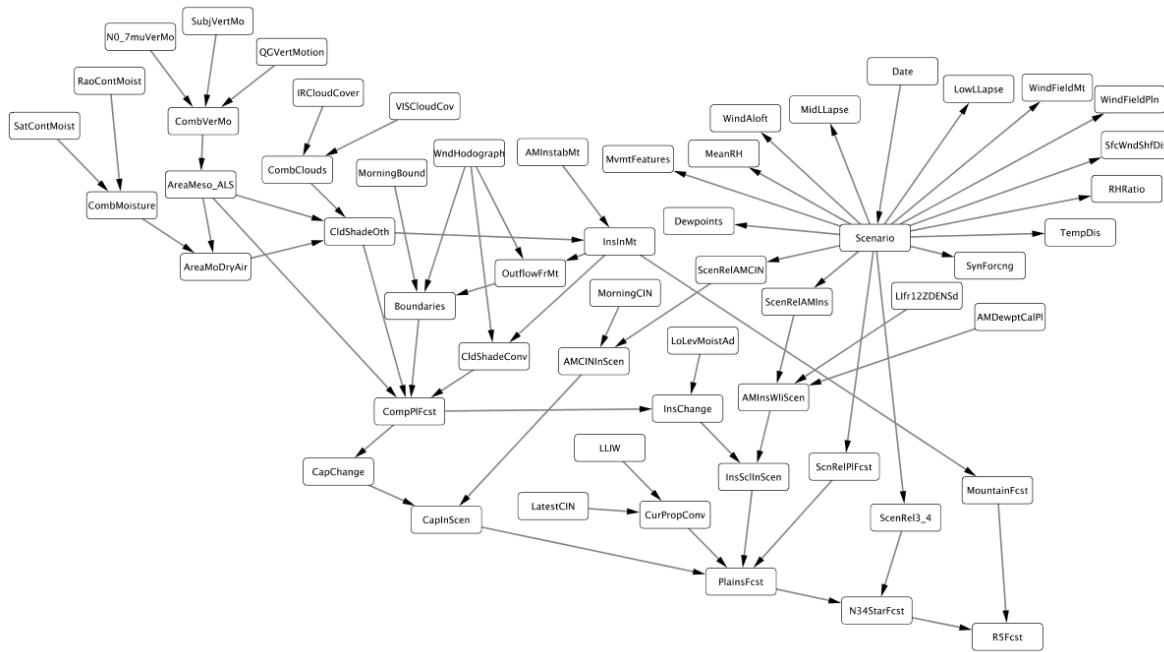 SubjVertMo
N0_7muVerMo
QGVertMotion
RaoContMoist
IRCloudCover
VISCloudCov
SatContMoist
CombVerMo
Date
LowLLapse
WindFieldMt
WindFieldPln
MidLLapse
WindAloft
SfcWndShfDis
MeanRH
MvmtFeatures
RHRatio
WndHodograph
AMInstabMt
CombClouds
MorningBound
AreaMeso_ALS
CombMoisture
Dewpoints
CldShadeOth
InsInMt
Scenario
TempDis
AreaMoDryAir
OutflowFrMt
ScenRelAMCIN
SynForcng
Boundaries
MorningCIN
ScenRelAMIns
LIfr12ZDENSd
AMDewptCalPl
LoLevMoistAd
CldShadeConv
AMCINInScen
CompPlFcst
InsChange
AMInsWliScen
LLIW
CapChange
InsSclInScen
ScnRelPlFcst
MountainFcst
LatestCIN
CurPropConv
CapInScen
ScenRel3_4
PlainsFcst
N34StarFcst
R5Fcst